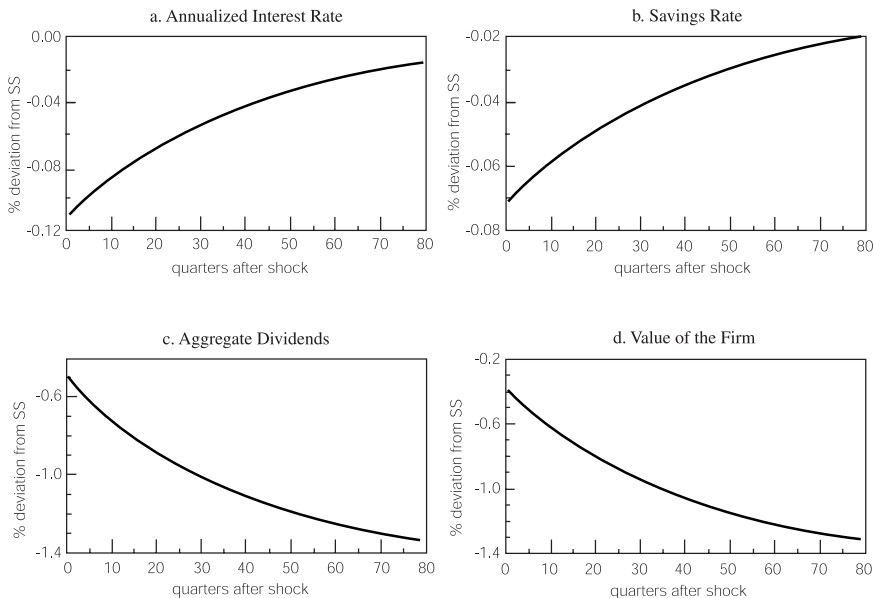 a. Annualized Interest Rate
% deviation from SS
0.00
-0.04
-0.08
-0.12
0 10 20 30 40 50 60 70 80
quarters after shock
b. Savings Rate
% deviation from SS
-0.02
-0.04
-0.06
-0.08
0 10 20 30 40 50 60 70 80
quarters after shock
c. Aggregate Dividends
% deviation from SS
-0.6
-1.0
-1.4
0 10 20 30 40 50 60 70 80
quarters after shock
d. Value of the Firm
% deviation from SS
-0.2
-0.6
-1.0
-1.4
0 10 20 30 40 50 60 70 80
quarters after shock